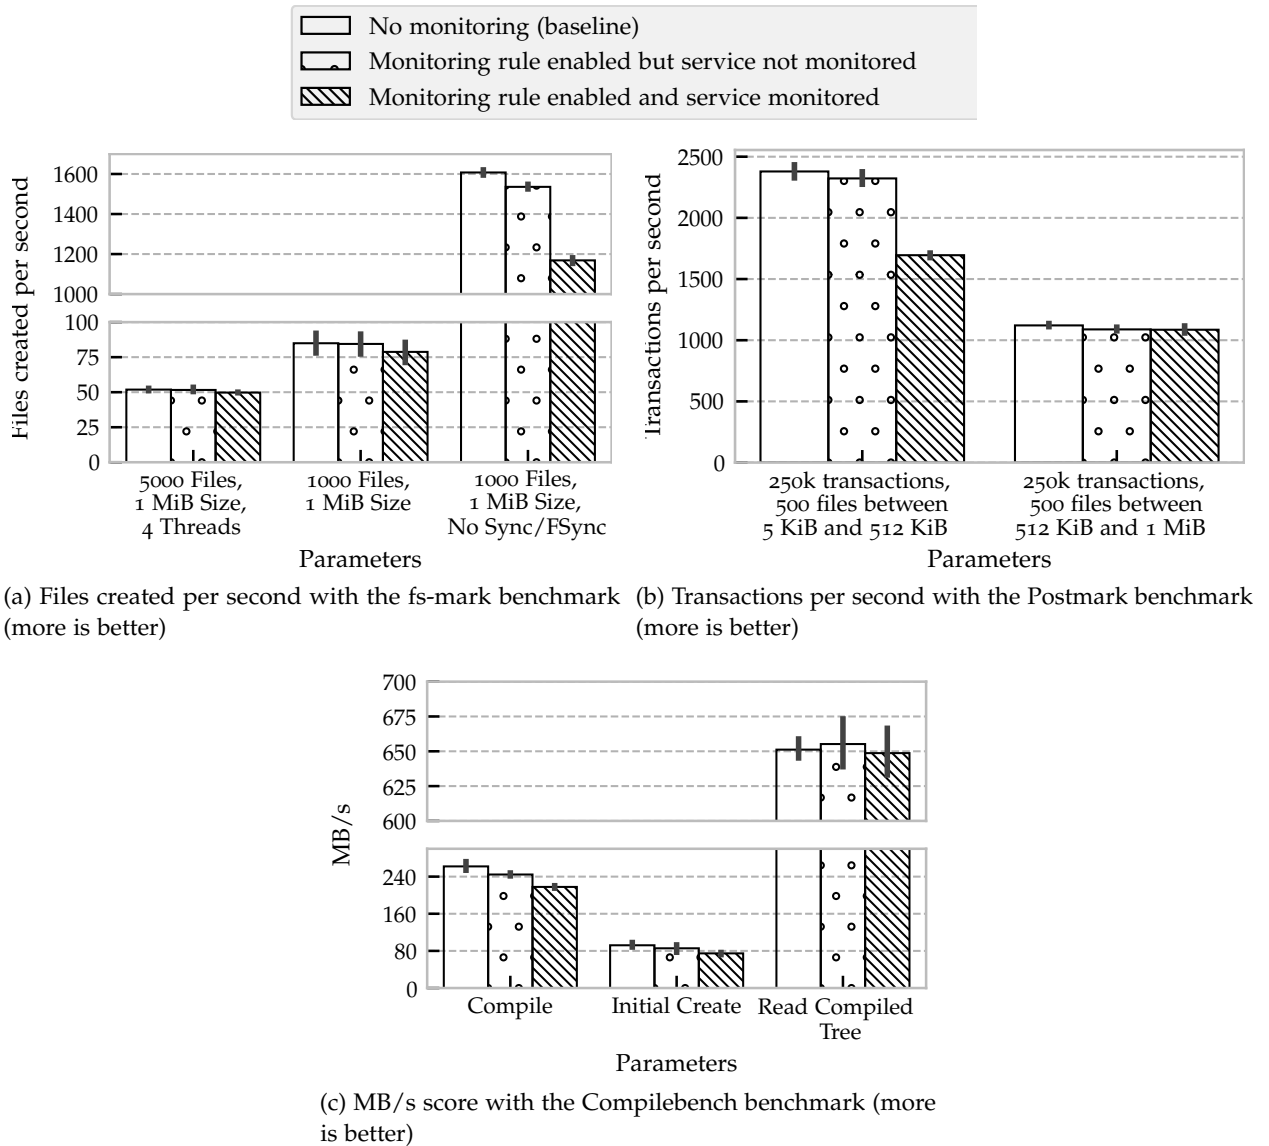 No monitoring (baseline)
Monitoring rule enabled but service not monitored
Monitoring rule enabled and service monitored
Files created per second
1600
1400
1200
1000
100
75
50
25
0
5000 Files,
1 MiB Size,
4 Threads
1000 Files,
1 MiB Size
1000 Files,
1 MiB Size,
No Sync/FSync
Parameters
(a) Files created per second with the fs-mark benchmark
(more is better)
Transactions per second
2500
2000
1500
1000
500
0
250k transactions,
500 files between
5 KiB and 512 KiB
250k transactions,
500 files between
512 KiB and 1 MiB
Parameters
(b) Transactions per second with the Postmark benchmark
(more is better)
MB/s
700
675
650
625
600
240
160
80
0
Compile
Initial Create
Read Compiled
Tree
Parameters
(c) MB/s score with the Compilebench benchmark (more
is better)